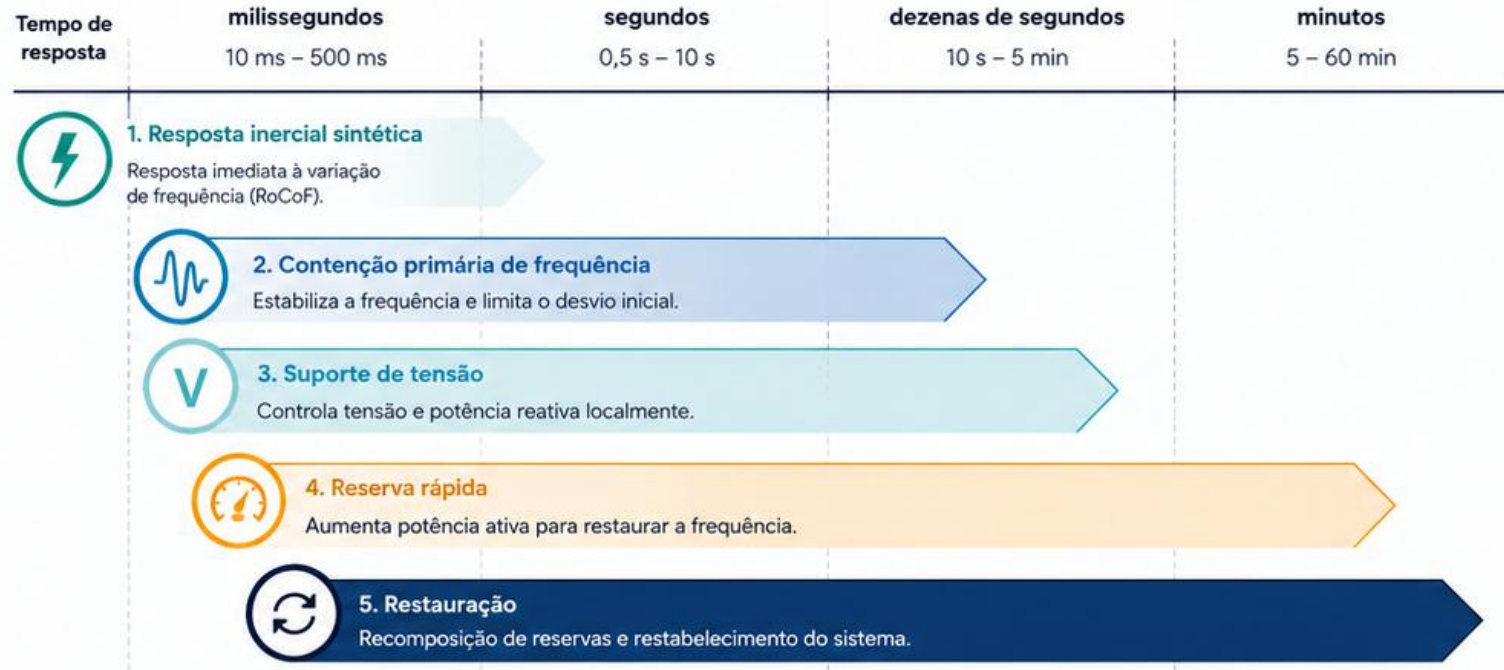 Tempo de resposta
milissegundos
10 ms – 500 ms
segundos
0,5 s – 10 s
dezenas de segundos
10 s – 5 min
minutos
5 – 60 min
1. Resposta inercial sintética
Resposta imediata à variação
de frequência (RoCoF).
2. Contenção primária de frequência
Estabiliza a frequência e limita o desvio inicial.
V
3. Suporte de tensão
Controla tensão e potência reativa localmente.
4. Reserva rápida
Aumenta potência ativa para restaurar a frequência.
5. Restauração
Recomposição de reservas e restabelecimento do sistema.